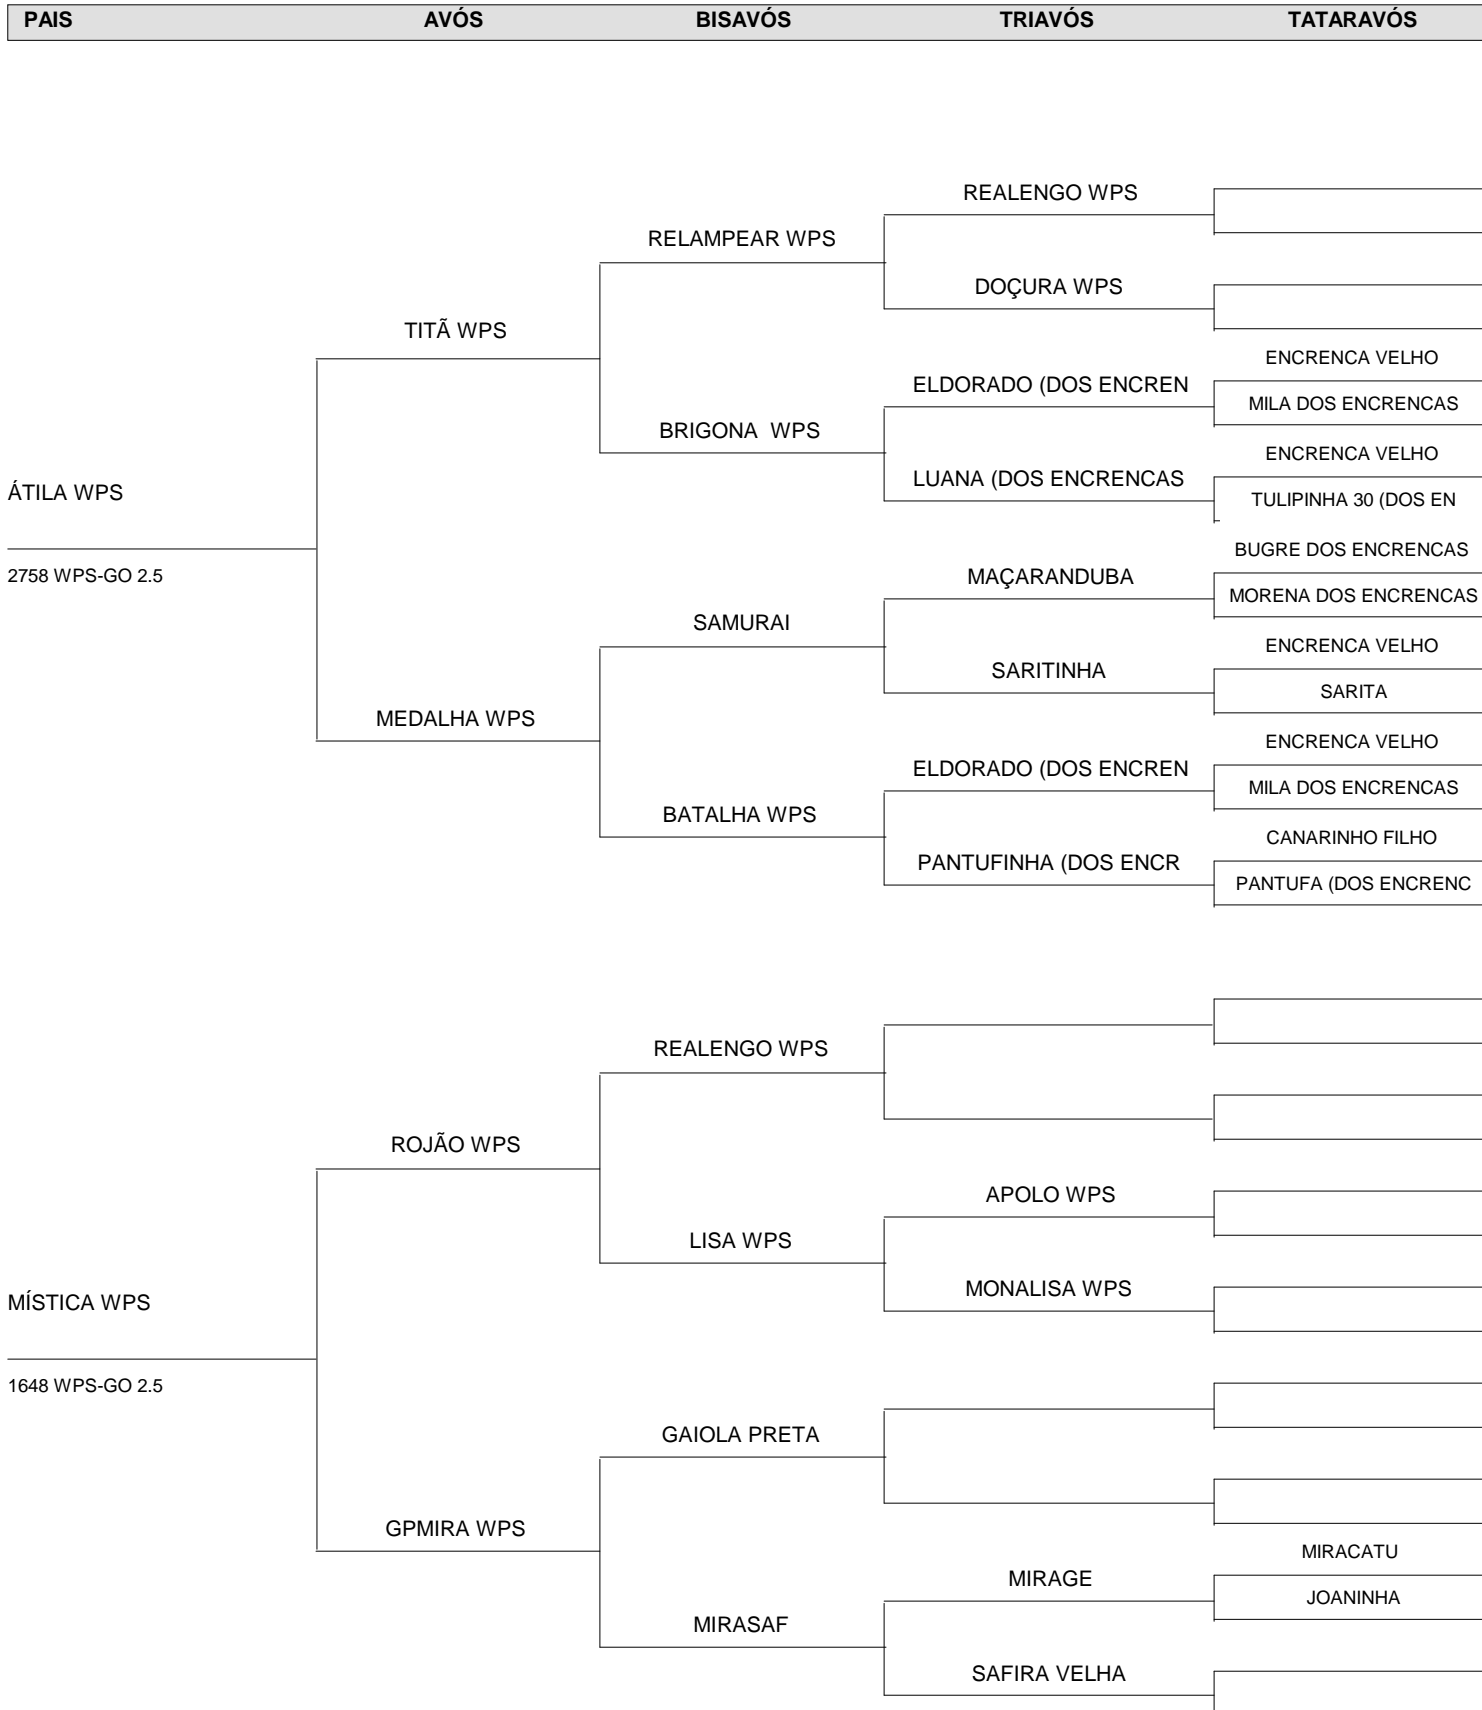 PAIS AVÓS BISAVÓS TRIAVÓS TATARAVÓS
REALENGO WPS
RELAMPEAR WPS
DOÇURA WPS
TITÃ WPS
ENCRENCA VELHO
ELDORADO (DOS ENCREN
MILA DOS ENCRENCAS
BRIGONA WPS
ENCRENCA VELHO
LUANA (DOS ENCRENCAS
TULIPINHA 30 (DOS EN
ÁTILA WPS
2758 WPS-GO 2.5
BUGRE DOS ENCRENCAS
MAÇARANDUBA
MORENA DOS ENCRENCAS
SAMURAI
ENCRENCA VELHO
SARITINHA
SARITA
MEDALHA WPS
ENCRENCA VELHO
ELDORADO (DOS ENCREN
MILA DOS ENCRENCAS
BATALHA WPS
CANARINHO FILHO
PANTUFINHA (DOS ENCR
PANTUFA (DOS ENCRENC
REALENGO WPS
ROJÃO WPS
APOLO WPS
LISA WPS
MONALISA WPS
MÍSTICA WPS
1648 WPS-GO 2.5
GAIOLA PRETA
GPMIRA WPS
MIRACATU
MIRAGE
JOANINHA
MIRASAF
SAFIRA VELHA